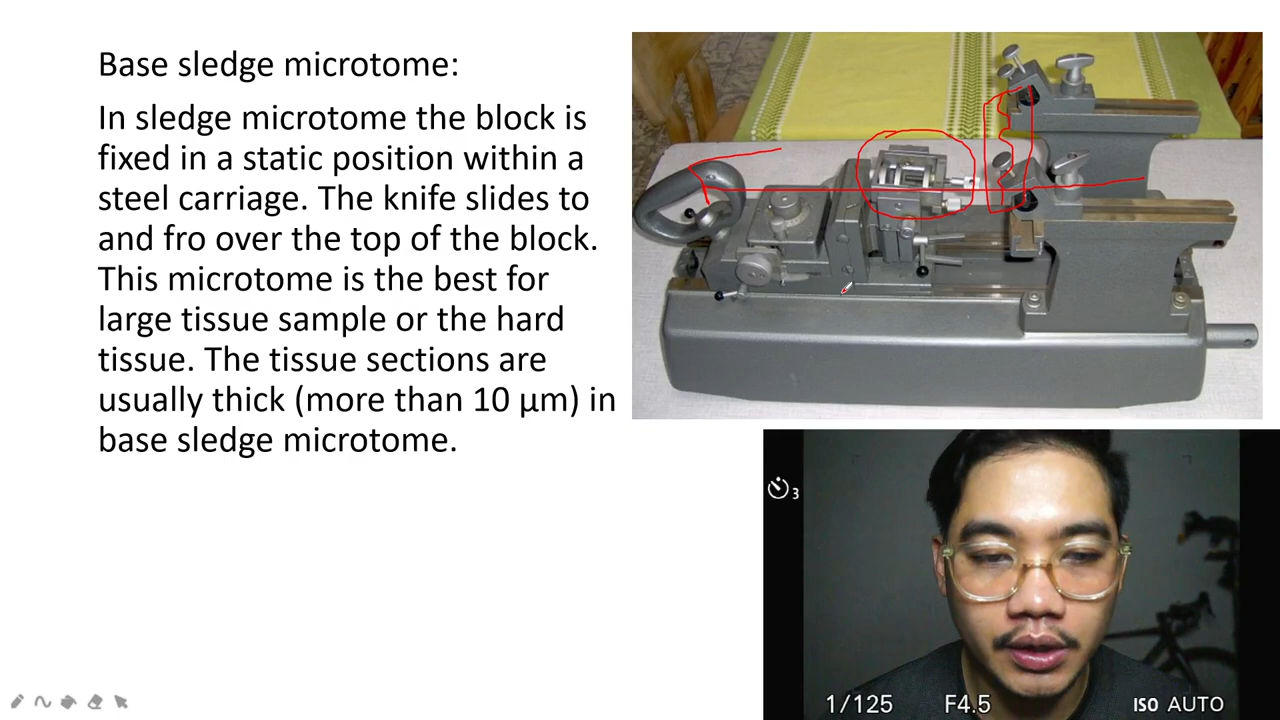 Base sledge microtome:
In sledge microtome the block is
fixed in a static position within a
steel carriage. The knife slides to
and fro over the top of the block.
This microtome is the best for
large tissue sample or the hard
tissue. The tissue sections are
usually thick (more than 10 µm) in
base sledge microtome.
3
1/125 F4.5 ISO AUTO